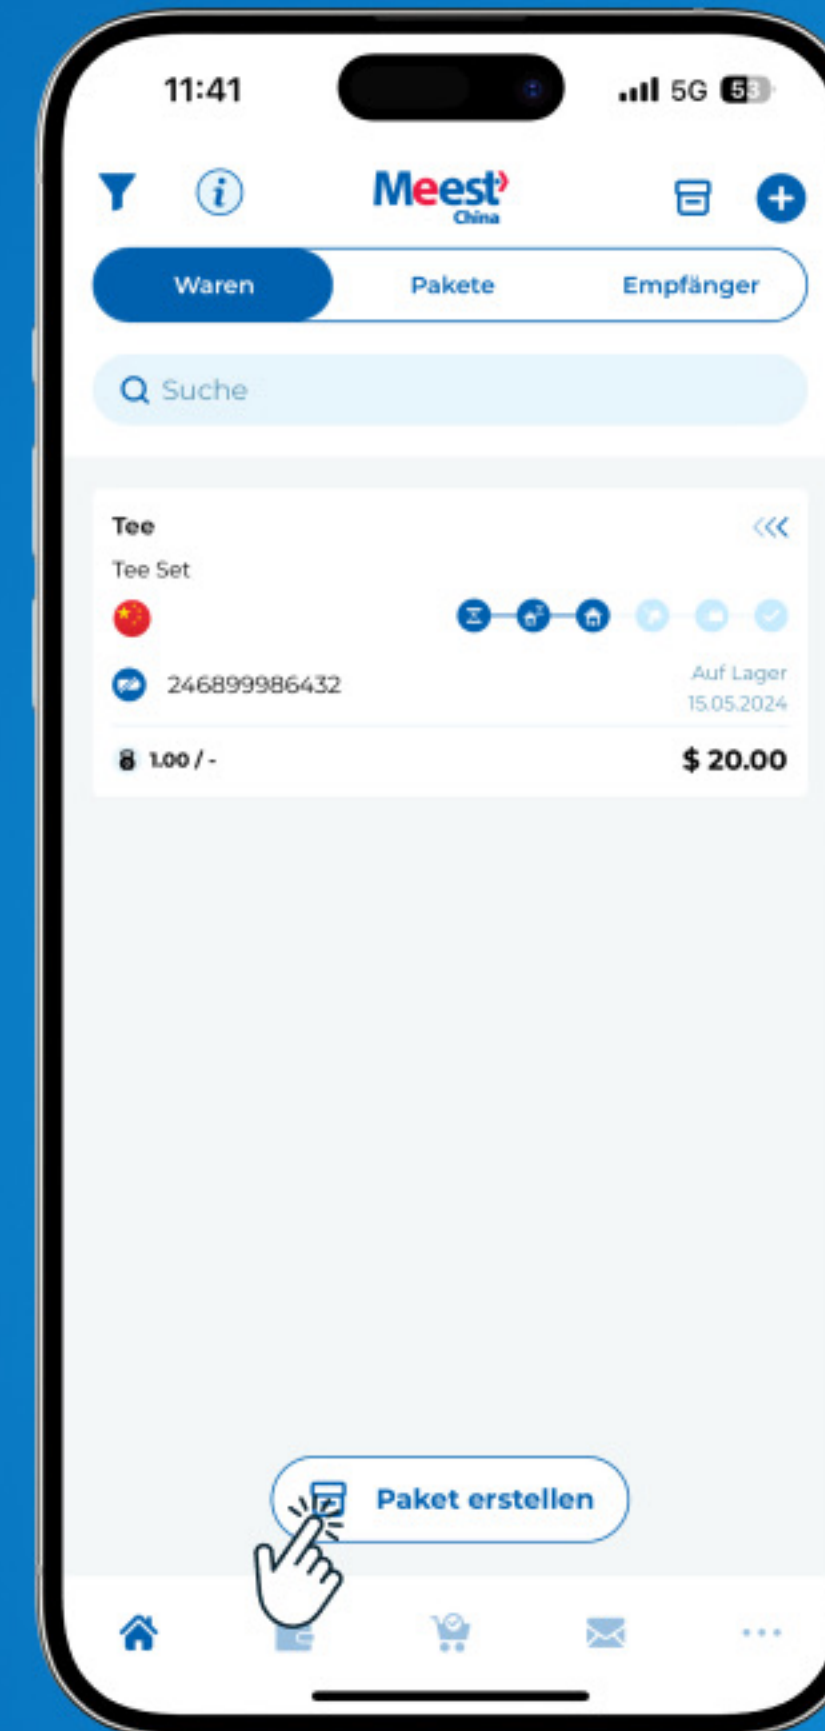 11:41
5G 53
Meest
China
Waren Pakete Empfänger
Suche
Tee
Tee Set
246899986432
Auf Lager
15.05.2024
1.00 / -
$ 20.00
Paket erstellen